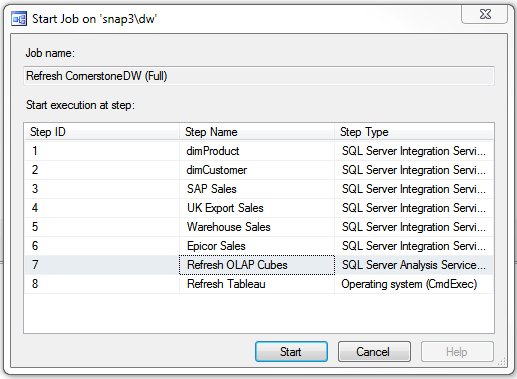 Start Job on 'snap3\dw'
Job name:
Refresh CornerstoneDW (Full)
Start execution at step:
Step ID Step Name Step Type
1 dimProduct SQL Server Integration Servi...
2 dimCustomer SQL Server Integration Servi...
3 SAP Sales SQL Server Integration Servi...
4 UK Export Sales SQL Server Integration Servi...
5 Warehouse Sales SQL Server Integration Servi...
6 Epicor Sales SQL Server Integration Servi...
7 Refresh OLAP Cubes SQL Server Analysis Service...
8 Refresh Tableau Operating system (CmdExec)
Start Cancel Help